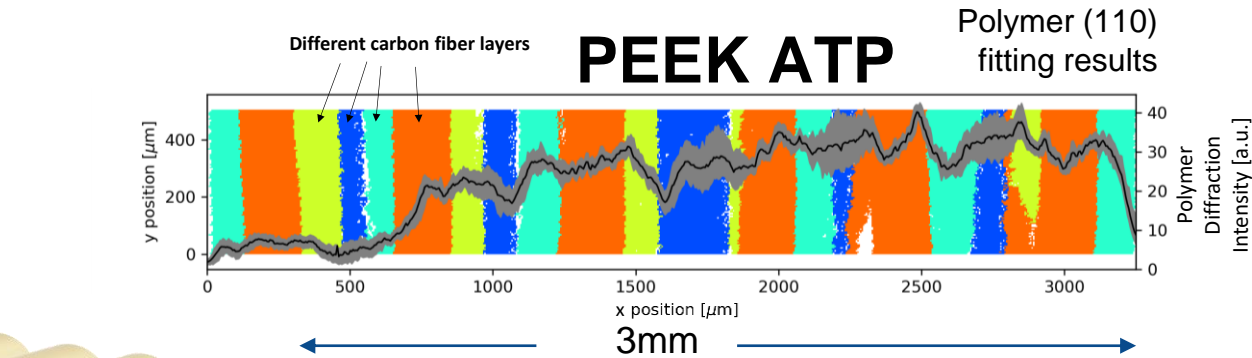 Different carbon fiber layers
PEEK ATP
Polymer (110)
fitting results
y position [μm]
400
200
0
40
30
20
10
0
Polymer
Diffraction
Intensity [a.u.]
0 500 1000 1500 2000 2500 3000
x position [μm]
3mm